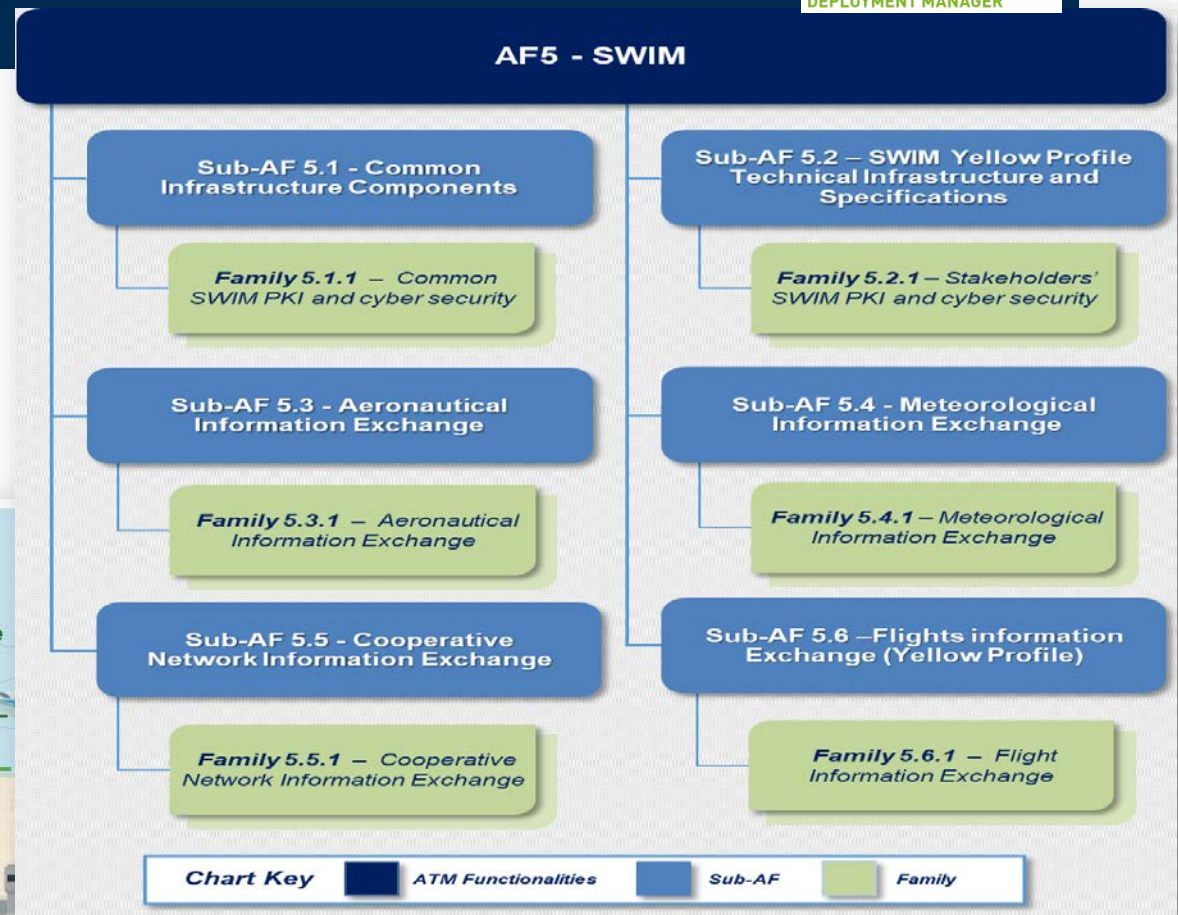 DEPLOYMENT MANAGER
AF5 - SWIM
Sub-AF 5.1 - Common
Infrastructure Components
Family 5.1.1 – Common
SWIM PKI and cyber security
Sub-AF 5.2 – SWIM Yellow Profile
Technical Infrastructure and
Specifications
Family 5.2.1 – Stakeholders'
SWIM PKI and cyber security
Sub-AF 5.3 - Aeronautical
Information Exchange
Family 5.3.1 – Aeronautical
Information Exchange
Sub-AF 5.4 - Meteorological
Information Exchange
Family 5.4.1 – Meteorological
Information Exchange
Sub-AF 5.5 - Cooperative
Network Information Exchange
Family 5.5.1 – Cooperative
Network Information Exchange
Sub-AF 5.6 –Flights information
Exchange (Yellow Profile)
Family 5.6.1 – Flight
Information Exchange
Chart Key ATM Functionalities Sub-AF Family